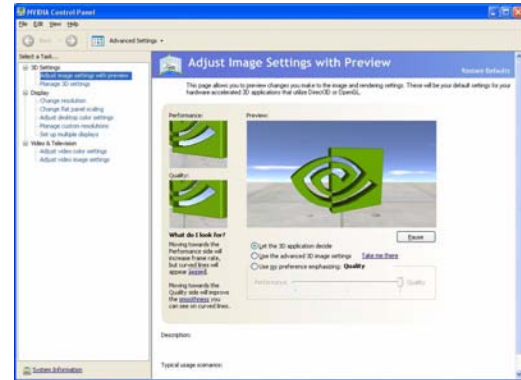 NVIDIA Control Panel
File Edit View Help
Advanced Settings
Select a Task...
3D Settings
Adjust image settings with preview
Manage 3D settings
Display
Change resolution
Change flat panel scaling
Adjust desktop color settings
Manage custom resolutions
Set up multiple displays
Video & Television
Adjust video color settings
Adjust video image settings
System Information
Adjust Image Settings with Preview
Restore Defaults
This page allows you to preview changes you make to the image and rendering settings. These will be your default settings for your
hardware accelerated 3D applications that utilize Direct3D or OpenGL.
Performance:
Quality:
What do I look for?
Moving towards the
Performance side will
increase frame rate,
but curved lines will
appear jagged.
Moving towards the
Quality side will improve
the smoothness you
can see on curved lines.
Preview:
Pause
Let the 3D application decide
Use the advanced 3D image settings Take me there
Use my preference emphasizing: Quality
Performance Quality
Description:
Typical usage scenarios: